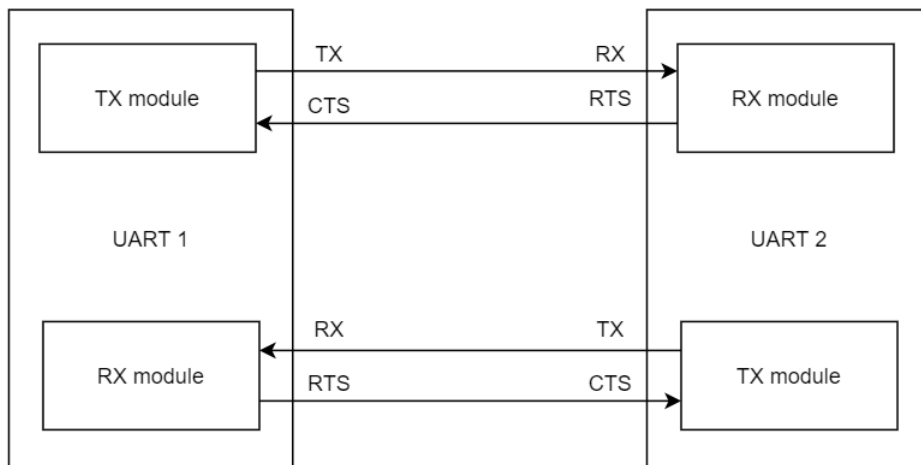 TX RX
TX module RX module
CTS RTS
UART 1 UART 2
RX TX
RX module TX module
RTS CTS